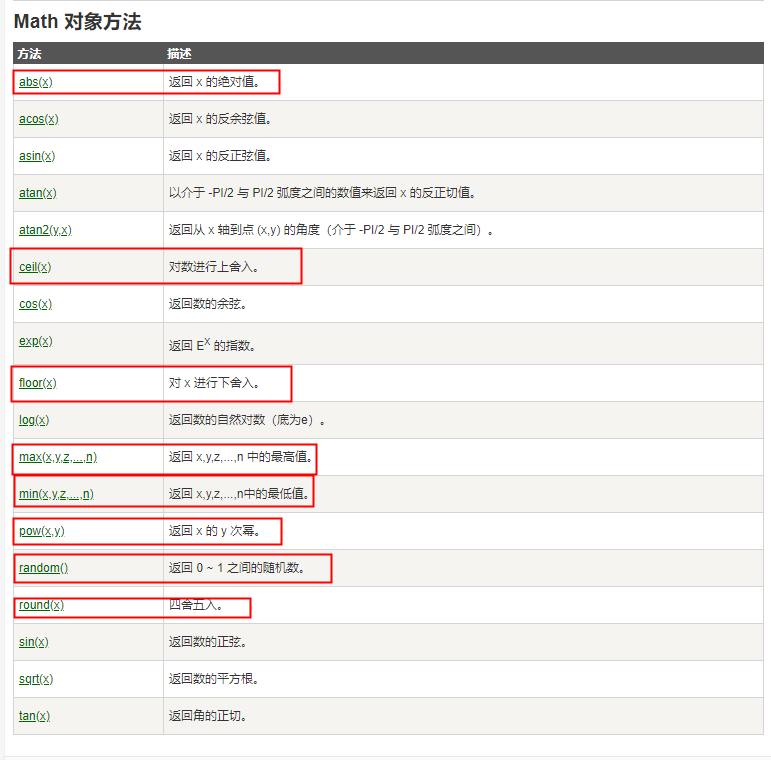 Math 对象方法
方法 描述
abs(x) 返回 x 的绝对值。
acos(x) 返回 x 的反余弦值。
asin(x) 返回 x 的反正弦值。
atan(x) 以介于 -PI/2 与 PI/2 弧度之间的数值来返回 x 的反正切值。
atan2(y,x) 返回从 x 轴到点 (x,y) 的角度（介于 -PI/2 与 PI/2 弧度之间）。
ceil(x) 对数进行上舍入。
cos(x) 返回数的余弦。
exp(x) 返回 Eˣ 的指数。
floor(x) 对 x 进行下舍入。
log(x) 返回数的自然对数（底为e）。
max(x,y,z,...,n) 返回 x,y,z,...,n 中的最高值。
min(x,y,z,...,n) 返回 x,y,z,...,n中的最低值。
pow(x,y) 返回 x 的 y 次幂。
random() 返回 0 ~ 1 之间的随机数。
round(x) 四舍五入。
sin(x) 返回数的正弦。
sqrt(x) 返回数的平方根。
tan(x) 返回角的正切。